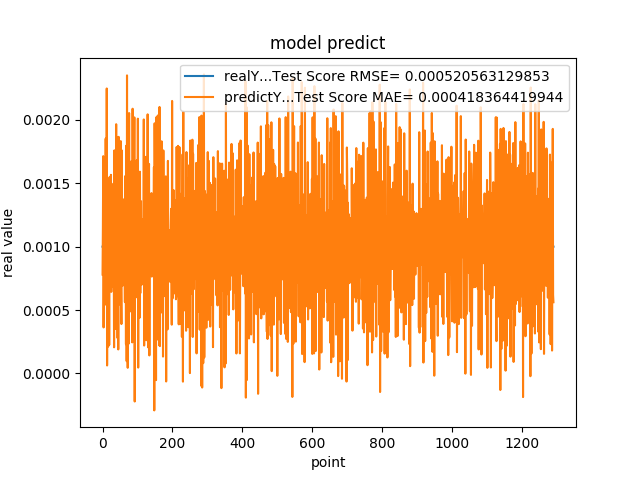 model predict
realY...Test Score RMSE= 0.000520563129853
predictY...Test Score MAE= 0.000418364419944
0.0020
0.0015
0.0010
0.0005
0.0000
real value
0 200 400 600 800 1000 1200
point